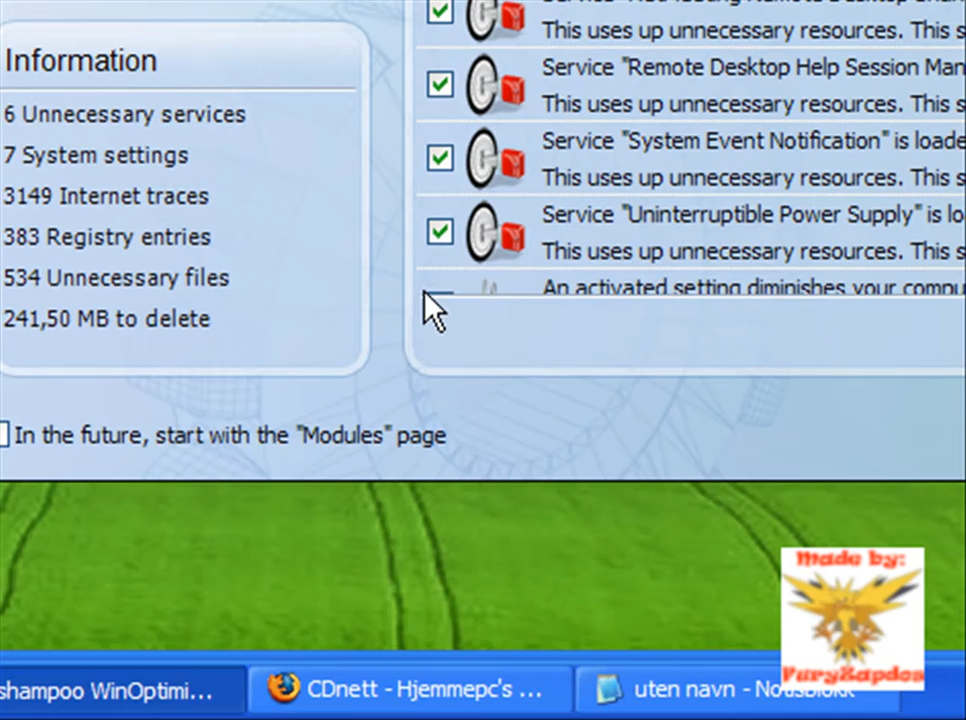 Information
6 Unnecessary services
7 System settings
3149 Internet traces
383 Registry entries
534 Unnecessary files
241,50 MB to delete
This uses up unnecessary resources. This s
Service "Remote Desktop Help Session Man
This uses up unnecessary resources. This s
Service "System Event Notification" is loade
This uses up unnecessary resources. This s
Service "Uninterruptible Power Supply" is lo
This uses up unnecessary resources. This s
An activated setting diminishes your compu
In the future, start with the "Modules" page
made by:
FuryZapdos
shampoo WinOptimi...
CDnett - Hjemmepc's ...
uten navn - Notisblokk